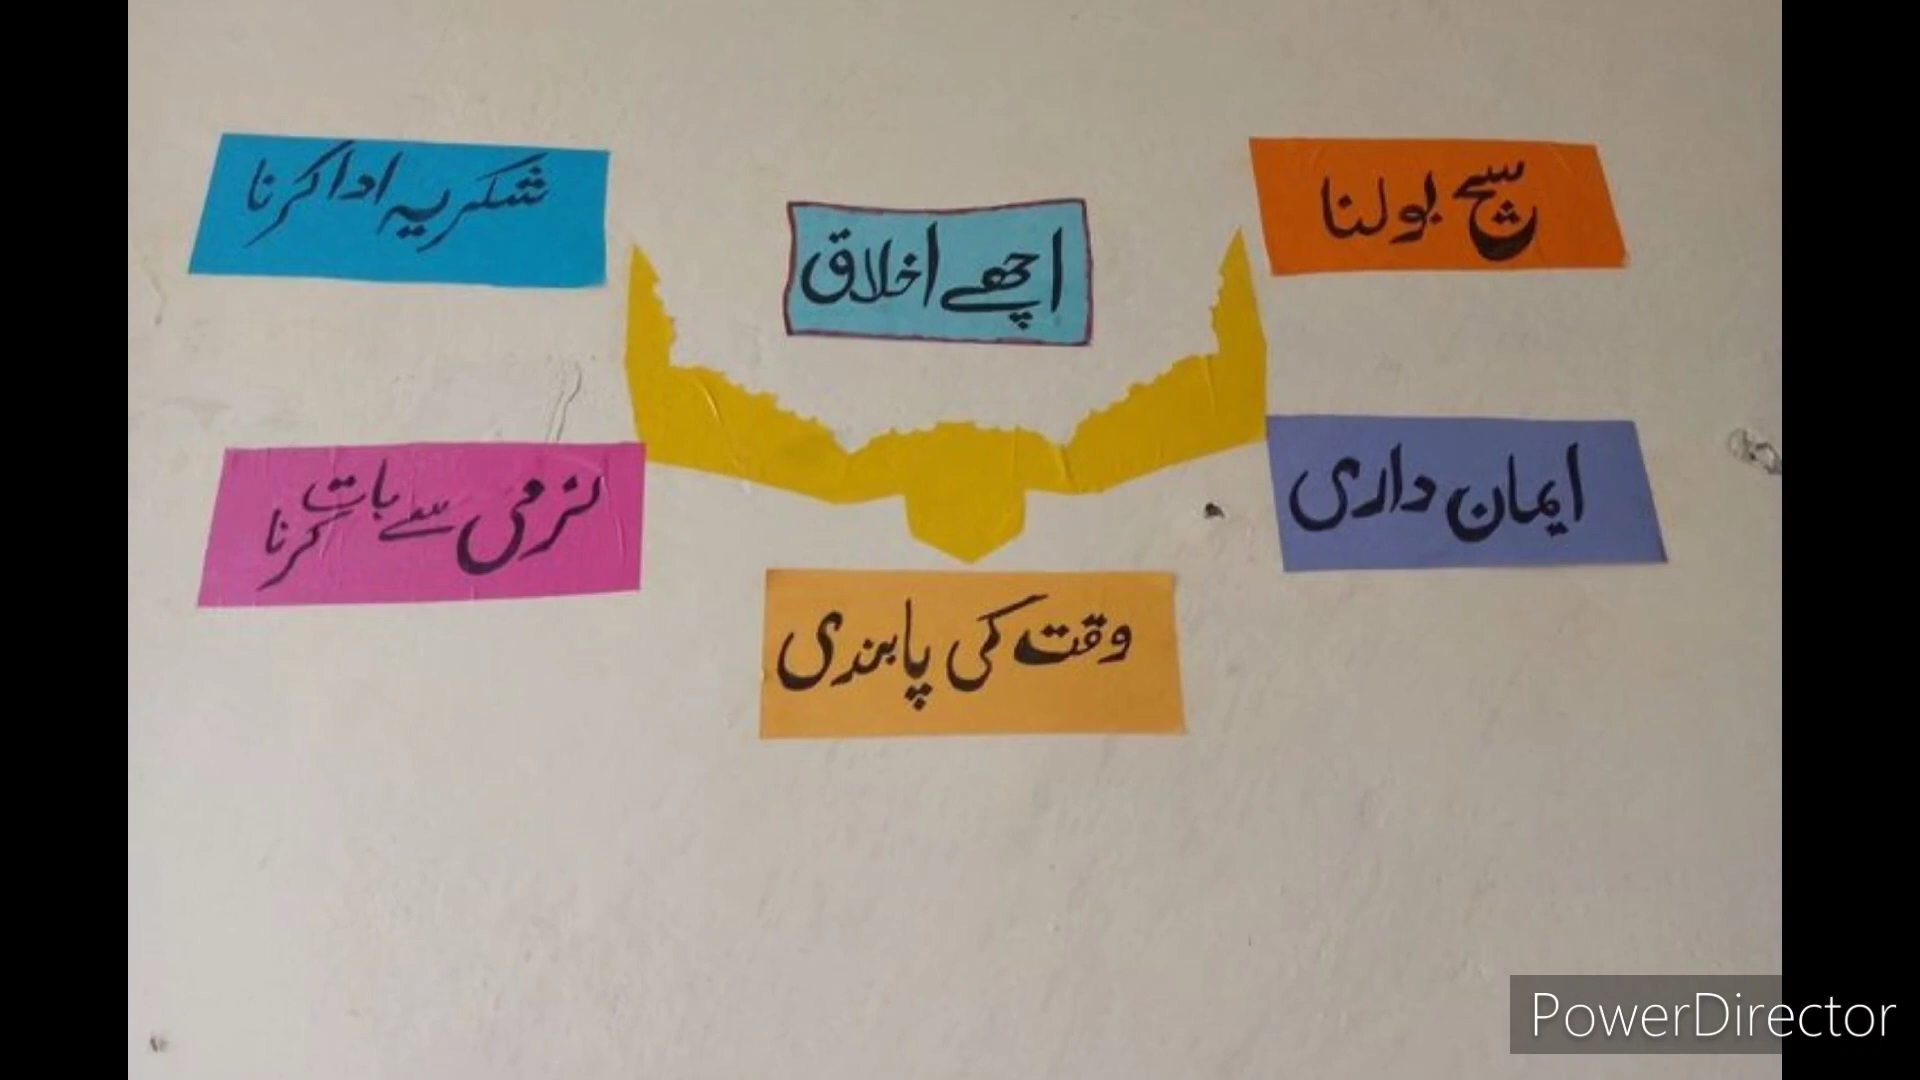 اچھے اخلاق
سچ بولنا
شکریہ ادا کرنا
ایمان داری
نرمی سے بات
کرنا
وقت کی پابندی
PowerDirector